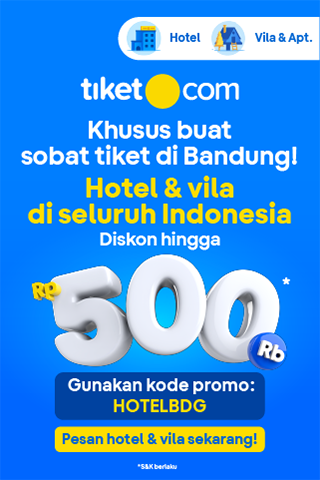 Hotel Vila & Apt.
tiket.com
Khusus buat
sobat tiket di Bandung!
Hotel & vila
di seluruh Indonesia
Diskon hingga
Rp 500 Rb*
Gunakan kode promo:
HOTELBDG
Pesan hotel & vila sekarang!
*S&K berlaku